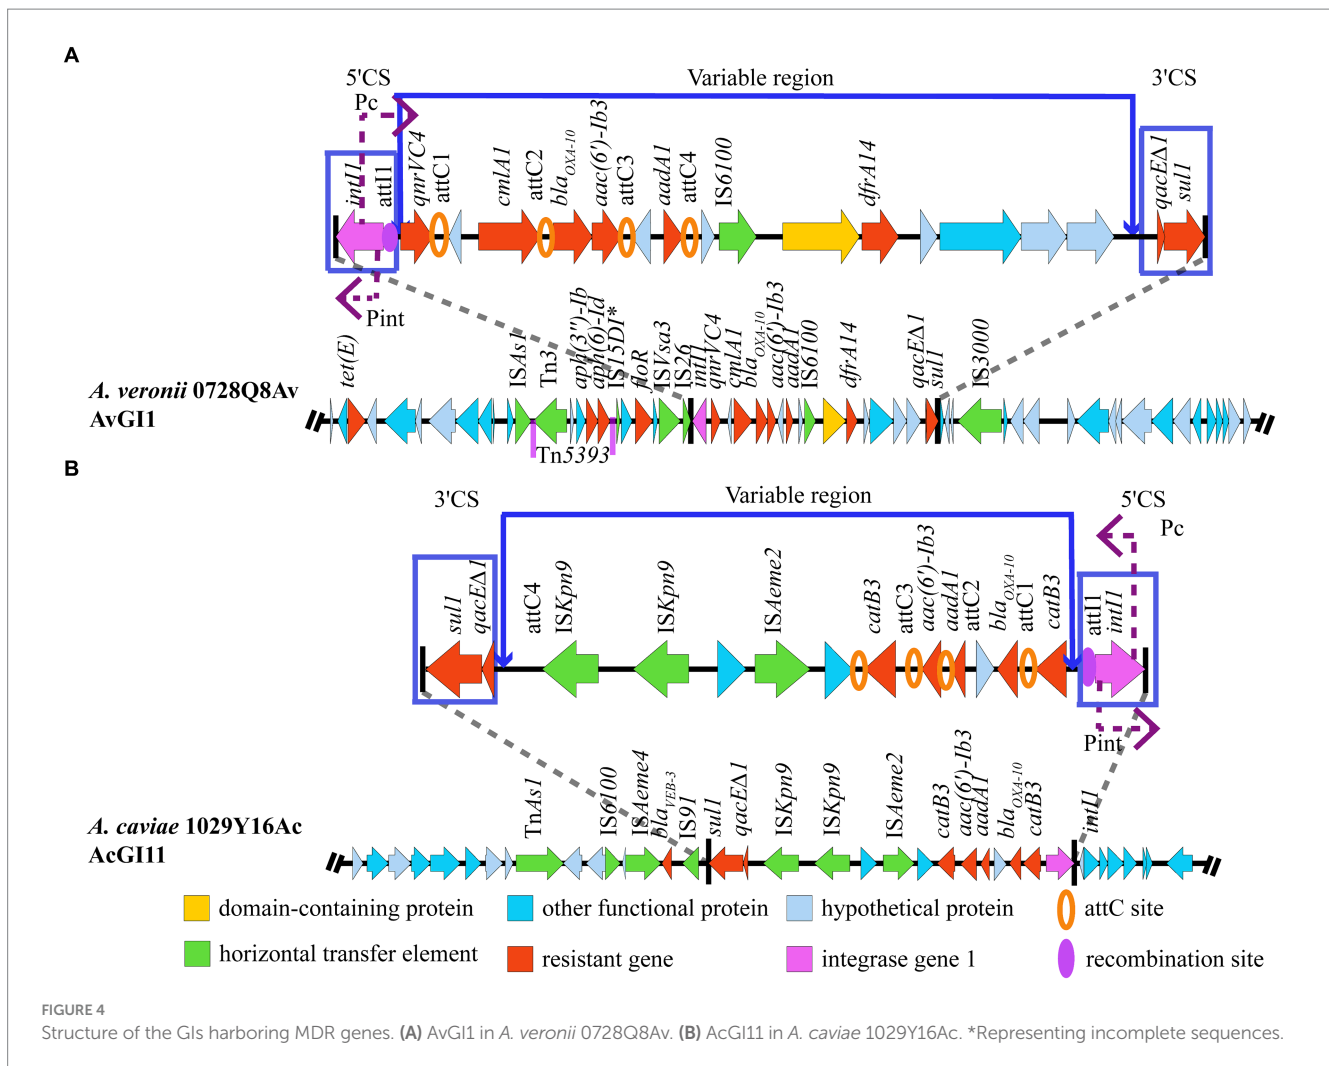 A
5'CS
Variable region
3'CS
Pc
intI1
attI1
qnrVC4
attC1
cmlA1
attC2
blaOXA-10
aac(6')-Ib3
attC3
aadA1
attC4
IS6100
dfrA14
qacEΔ1
sul1
Pint
tet(E)
ISAs1
Tn3
aph(3'')-Ib
aph(6)-Id
IS15DI*
floR
ISVsa3
IS26
intI1
qnrVC4
cmlA1
blaOXA-10
aac(6')-Ib3
aadA1
IS6100
dfrA14
qacEΔ1
sul1
IS3000
A. veronii 0728Q8Av
AvGI1
Tn5393
B
3'CS
Variable region
5'CS
Pc
sul1
qacEΔ1
attC4
ISKpn9
ISKpn9
ISAeme2
catB3
attC3
aac(6')-Ib3
aadA1
attC2
blaOXA-10
attC1
catB3
attI1
intI1
Pint
TnAs1
IS6100
ISAeme4
blaVEB-3
IS91
sul1
qacEΔ1
ISKpn9
ISKpn9
ISAeme2
catB3
aac(6')-Ib3
aadA1
blaOXA-10
catB3
intI1
A. caviae 1029Y16Ac
AcGI11
domain-containing protein
other functional protein
hypothetical protein
attC site
horizontal transfer element
resistant gene
integrase gene 1
recombination site
FIGURE 4
Structure of the GIs harboring MDR genes. (A) AvGI1 in A. veronii 0728Q8Av. (B) AcGI11 in A. caviae 1029Y16Ac. *Representing incomplete sequences.